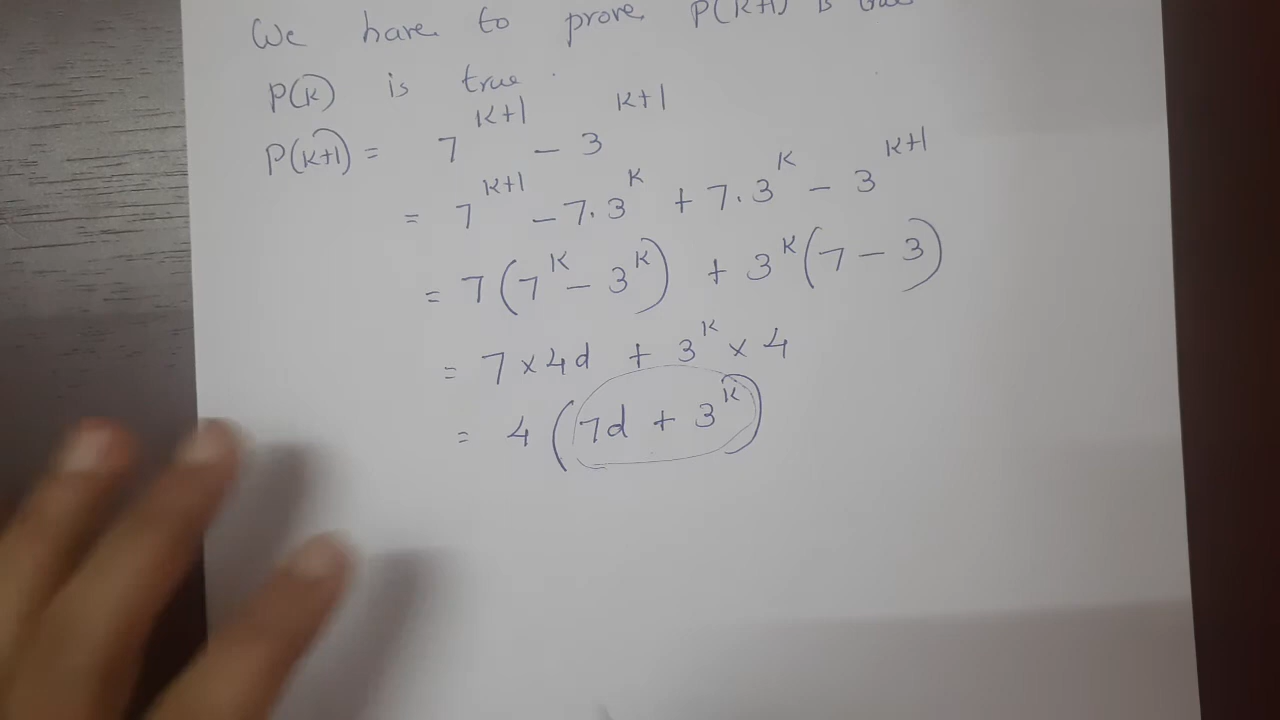 We have to prove P(k+1) is true
P(k) is true.
P(k+1) = 7^{k+1} - 3^{k+1}
= 7^{k+1} - 7.3^k + 7.3^k - 3^{k+1}
= 7(7^k - 3^k) + 3^k(7 - 3)
= 7 × 4d + 3^k × 4
= 4(7d + 3^k)